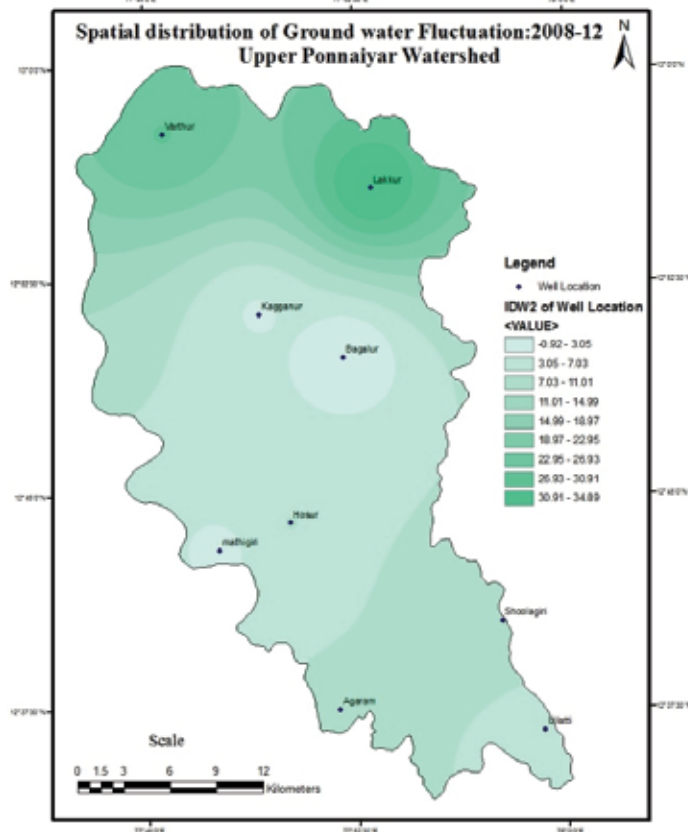 Spatial distribution of Ground water Fluctuation:2008-12
Upper Ponnaiyar Watershed
N
Varthur
Lakkur
Kagganur
Bagalur
Hosur
mathigiri
Shoolagiri
Agaram
Legend
Well Location
IDW2 of Well Location
<VALUE>
-0.92 - 3.05
3.05 - 7.03
7.03 - 11.01
11.01 - 14.99
14.99 - 18.97
18.97 - 22.95
22.95 - 26.93
26.93 - 30.91
30.91 - 34.89
Scale
0 1.5 3 6 9 12
Kilometers